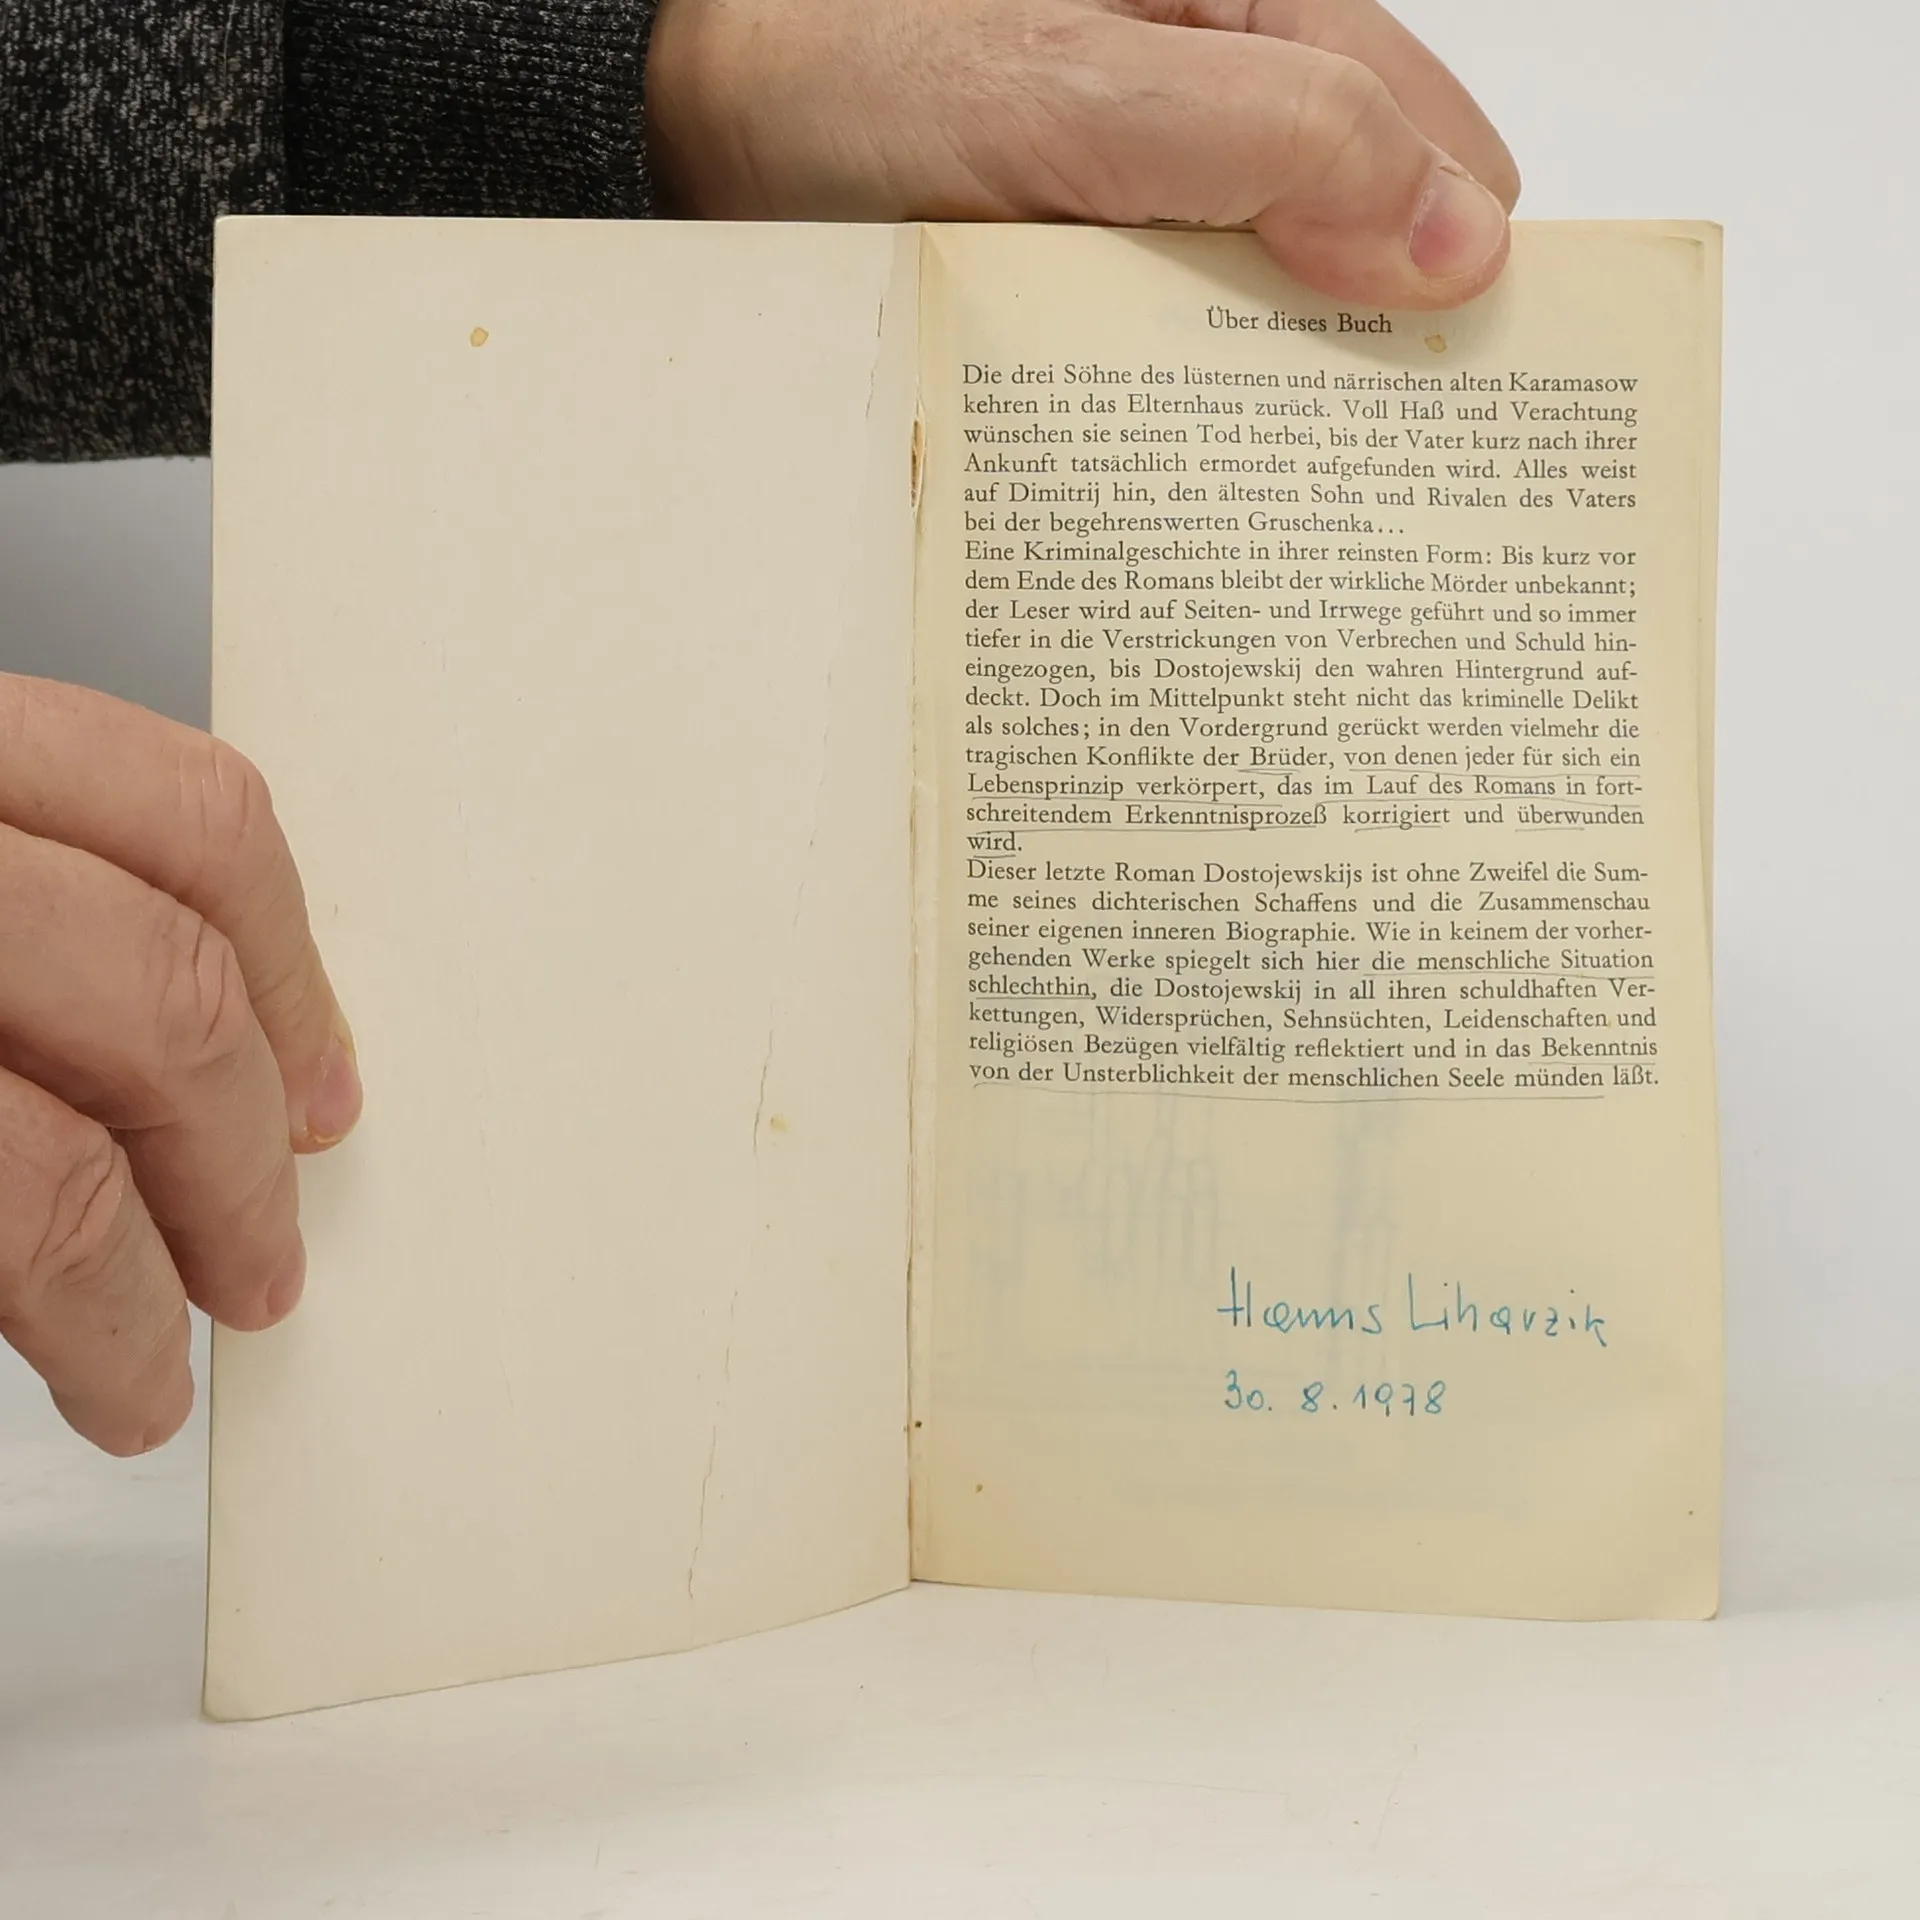 Über dieses Buch
Die drei Söhne des lüsternen und närrischen alten Karamasow
kehren in das Elternhaus zurück. Voll Haß und Verachtung
wünschen sie seinen Tod herbei, bis der Vater kurz nach ihrer
Ankunft tatsächlich ermordet aufgefunden wird. Alles weist
auf Dimitrij hin, den ältesten Sohn und Rivalen des Vaters
bei der begehrenswerten Gruschenka...
Eine Kriminalgeschichte in ihrer reinsten Form: Bis kurz vor
dem Ende des Romans bleibt der wirkliche Mörder unbekannt;
der Leser wird auf Seiten- und Irrwege geführt und so immer
tiefer in die Verstrickungen von Verbrechen und Schuld hin-
eingezogen, bis Dostojewskij den wahren Hintergrund auf-
deckt. Doch im Mittelpunkt steht nicht das kriminelle Delikt
als solches; in den Vordergrund gerückt werden vielmehr die
tragischen Konflikte der Brüder, von denen jeder für sich ein
Lebensprinzip verkörpert, das im Lauf des Romans in fort-
schreitendem Erkenntnisprozeß korrigiert und überwunden
wird.
Dieser letzte Roman Dostojewskijs ist ohne Zweifel die Sum-
me seines dichterischen Schaffens und die Zusammenschau
seiner eigenen inneren Biographie. Wie in keinem der vorher-
gehenden Werke spiegelt sich hier die menschliche Situation
schlechthin, die Dostojewskij in all ihren schuldhaften Ver-
kettungen, Widersprüchen, Sehnsüchten, Leidenschaften und
religiösen Bezügen vielfältig reflektiert und in das Bekenntnis
von der Unsterblichkeit der menschlichen Seele münden läßt.
Hanns Liharzik
30. 8. 1978